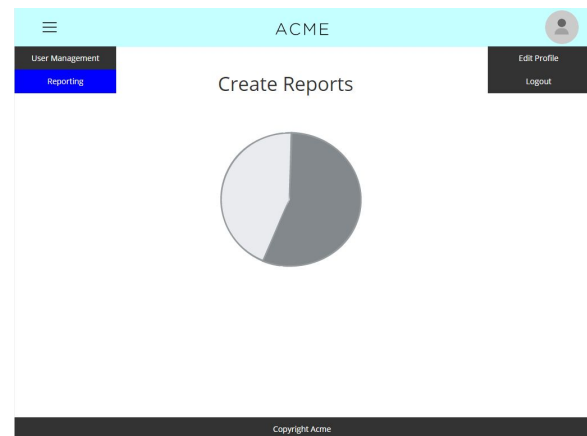 ACME
User Management
Edit Profile
Reporting
Logout
Create Reports
Copyright Acme